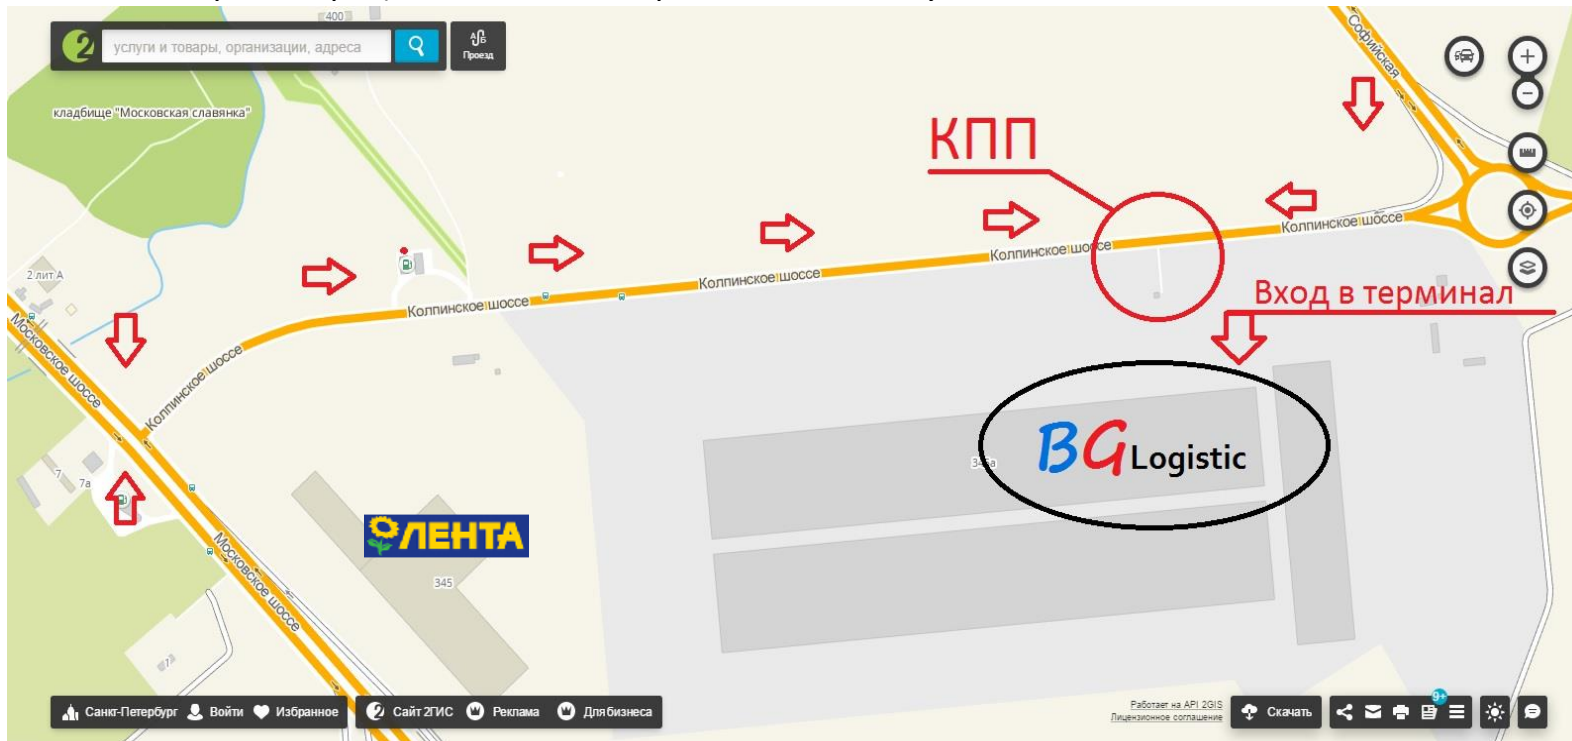 400
услуги и товары, организации, адреса
Проезд
Софийская
кладбище "Московская славянка"
КПП
Колпинское шоссе
Колпинское шоссе
2 лит А
Колпинское шоссе
Вход в терминал
Колпинское шоссе
Московское шоссе
Колпинское шоссе
BG Logistic
7
7а
ЛЕНТА
345
Московское шоссе
Санкт-Петербург
Войти
Избранное
Сайт 2ГИС
Реклама
Для бизнеса
Работает на API 2GIS
Лицензионное соглашение
Скачать
9+